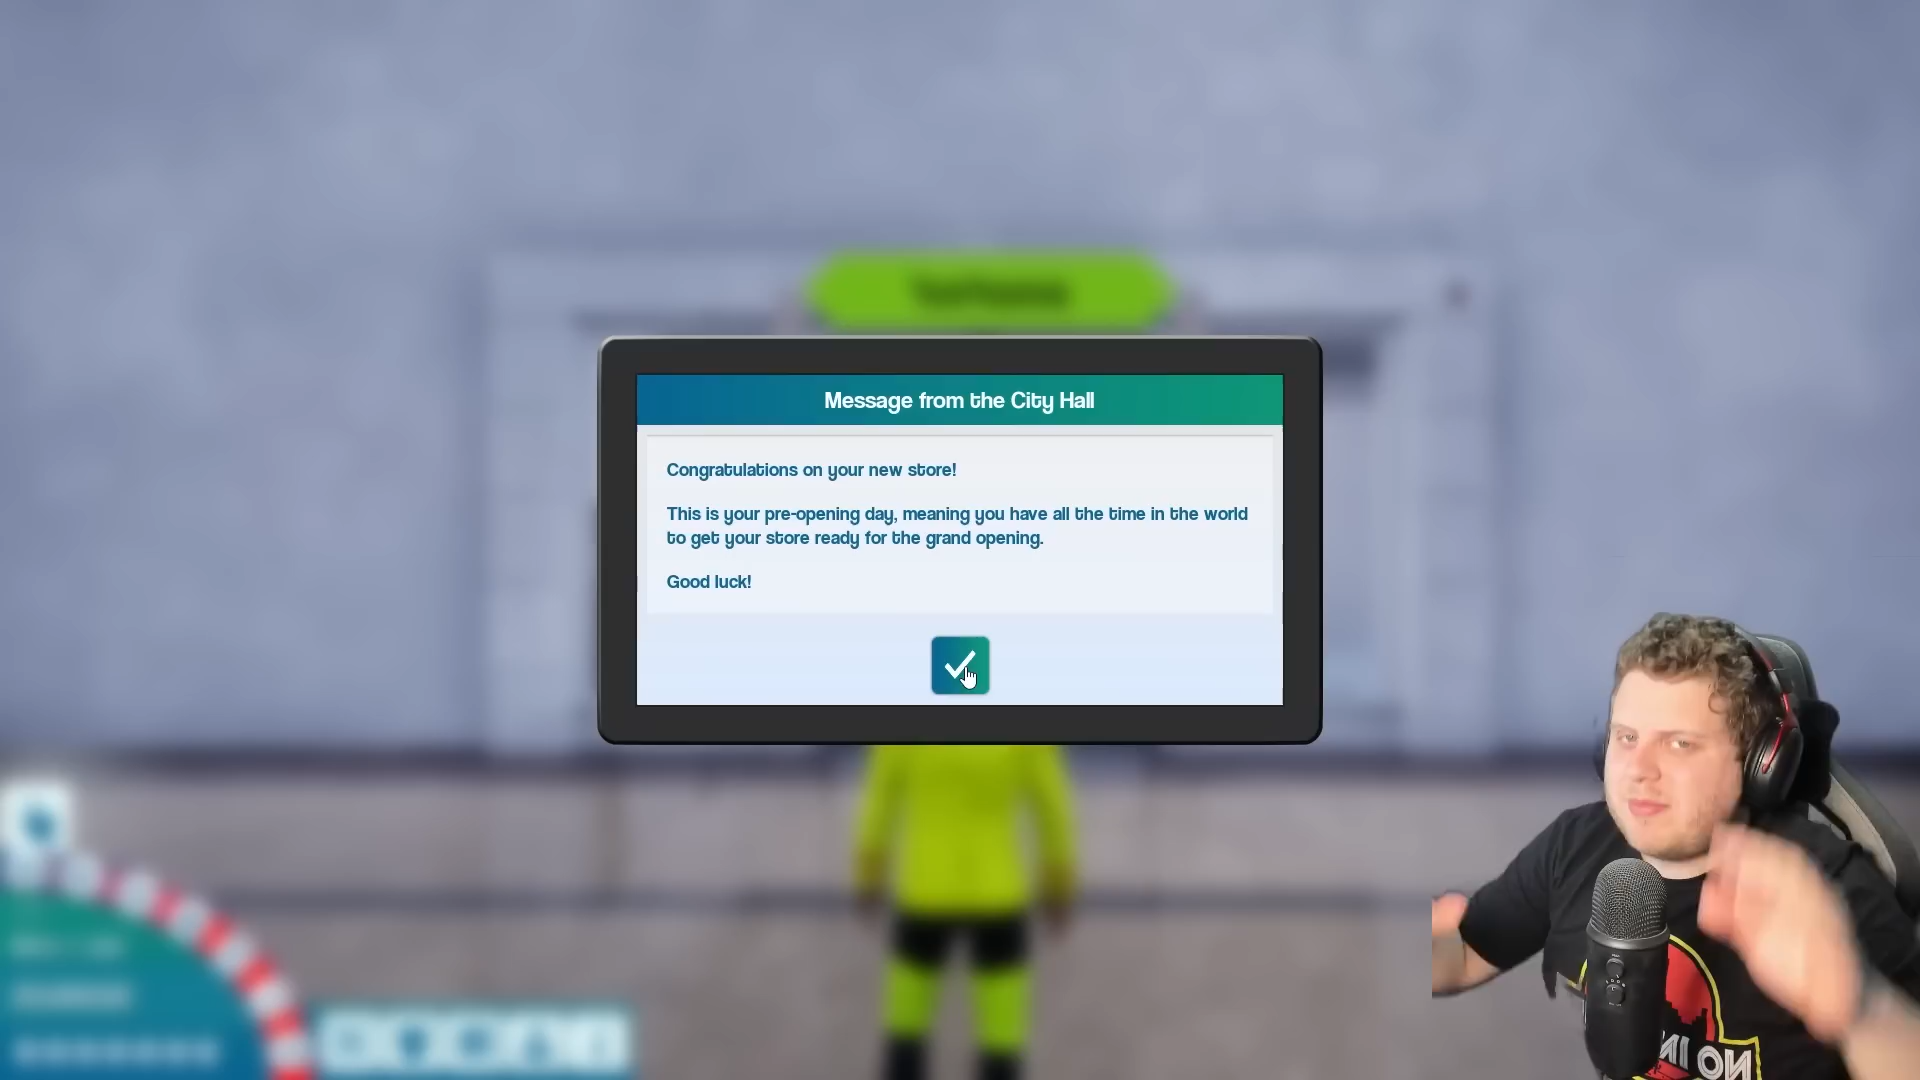 Message from the City Hall
Congratulations on your new store!
This is your pre-opening day, meaning you have all the time in the world
to get your store ready for the grand opening.
Good luck!